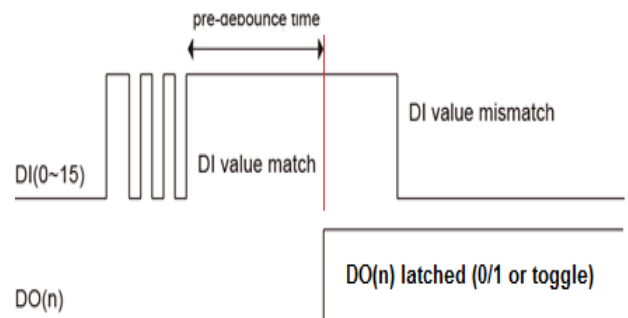 pre-debounce time
DI value mismatch
DI value match
DI(0~15)
DO(n) latched (0/1 or toggle)
DO(n)